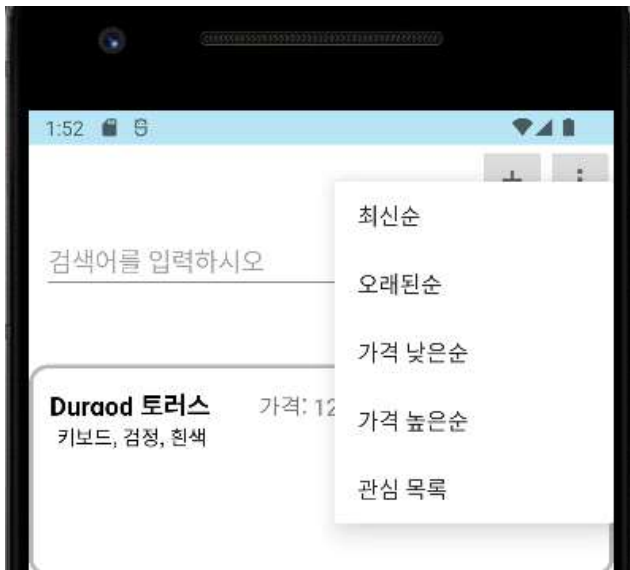 1:52
최신순
검색어를 입력하시오
오래된순
가격 낮은순
Duraod 토러스
가격: 12
가격 높은순
키보드, 검정, 흰색
관심 목록